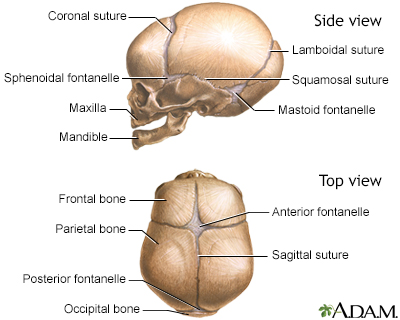 Coronal suture
Side view
Lamboidal suture
Sphenoidal fontanelle
Squamosal suture
Maxilla
Mastoid fontanelle
Mandible
Top view
Frontal bone
Anterior fontanelle
Parietal bone
Sagittal suture
Posterior fontanelle
Occipital bone
A.D.A.M.